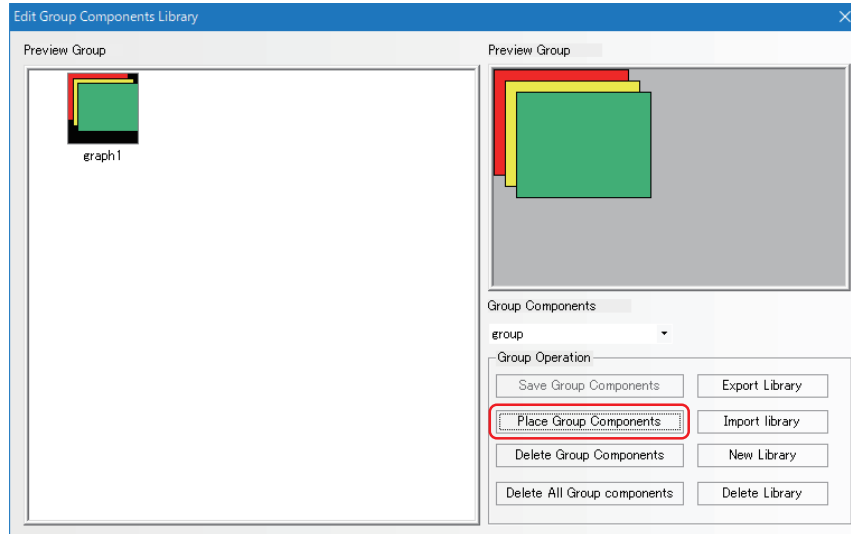 Edit Group Components Library
Preview Group
graph1
Preview Group
Group Components
group
Group Operation
Save Group Components
Export Library
Place Group Components
Import library
Delete Group Components
New Library
Delete All Group components
Delete Library